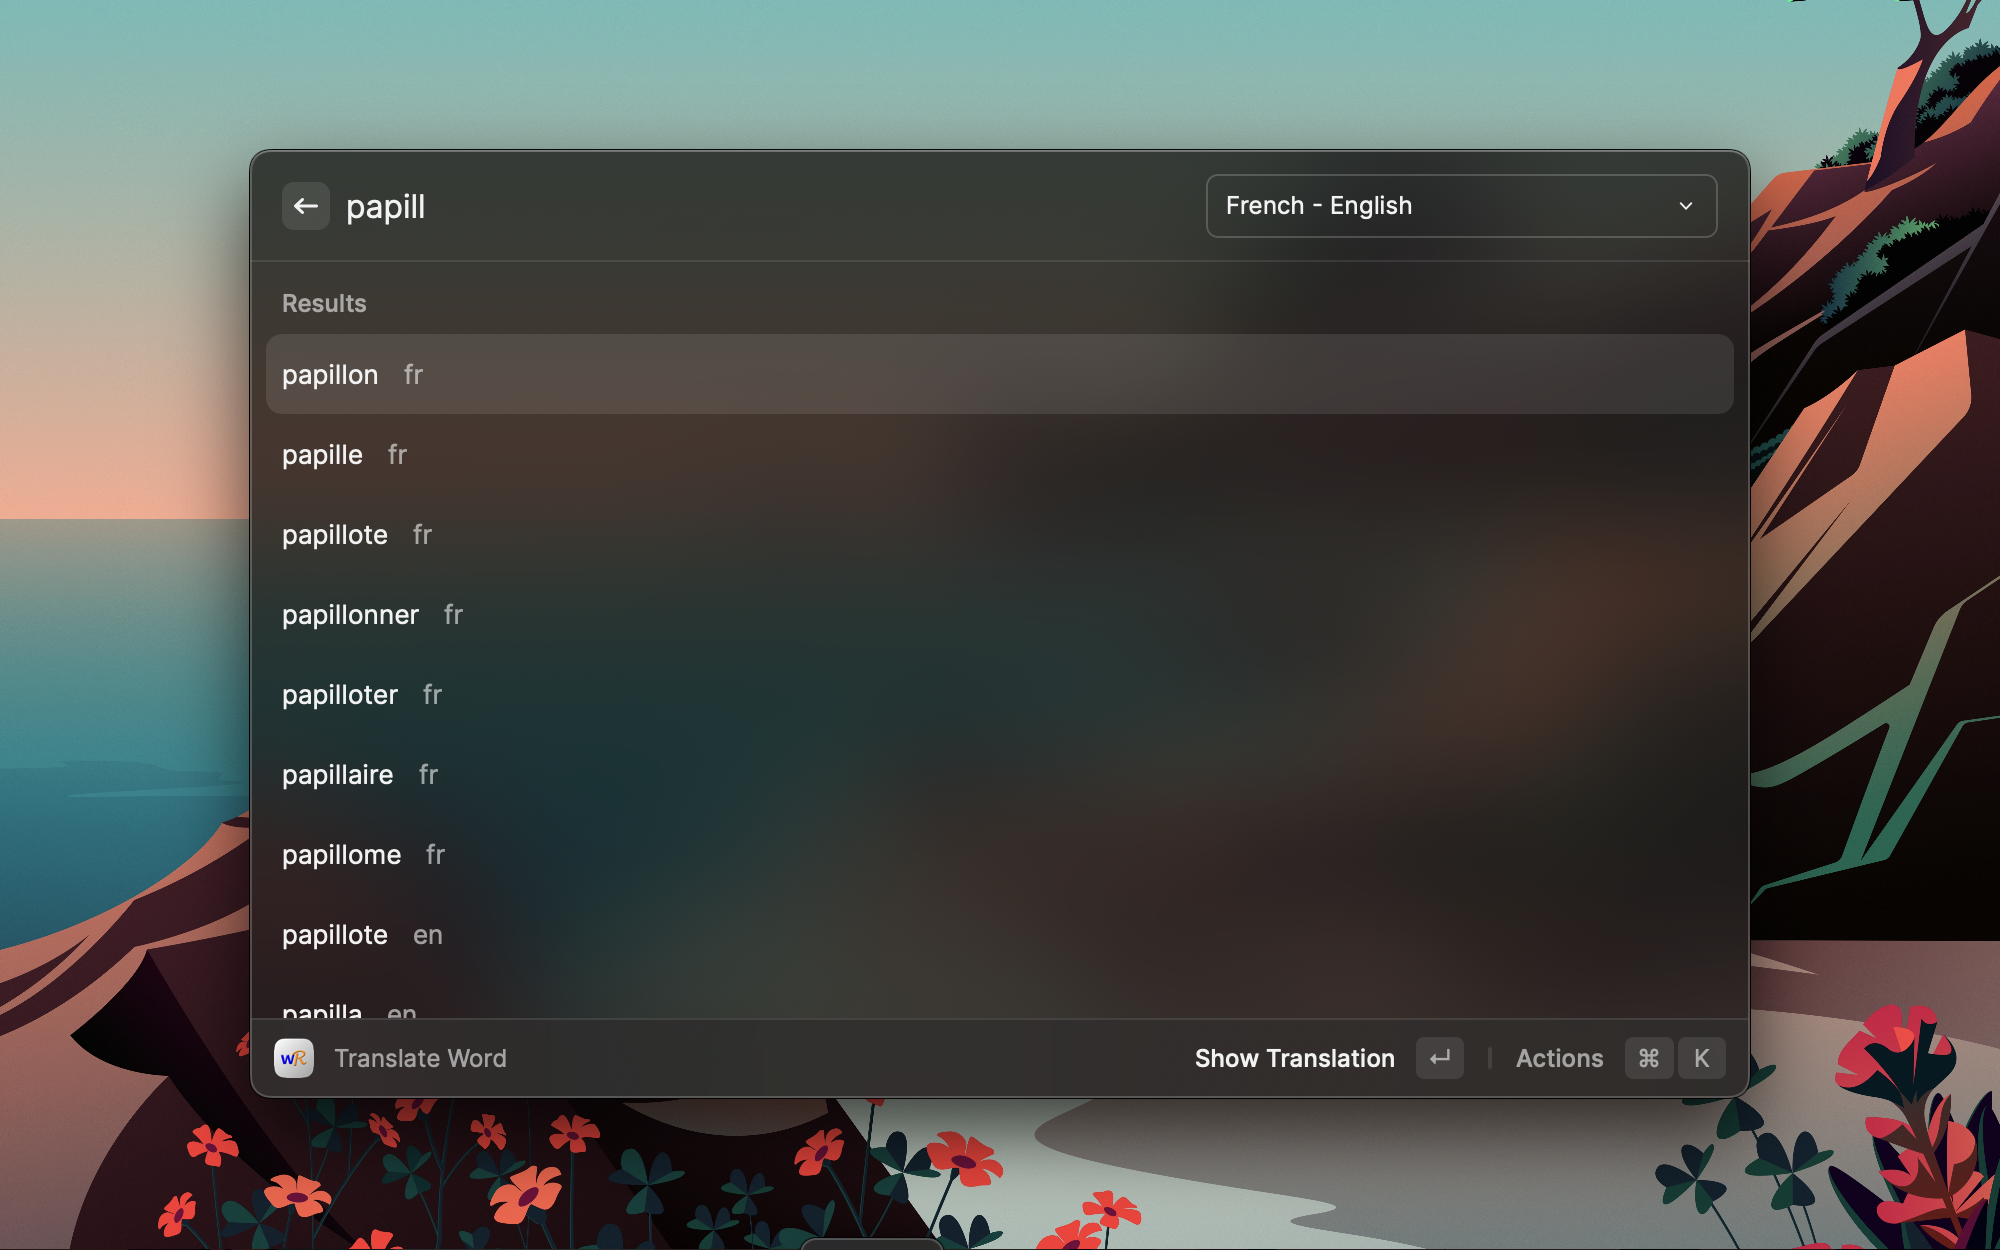 papill
French - English
Results
papillon fr
papille fr
papillote fr
papillonner fr
papilloter fr
papillaire fr
papillome fr
papillote en
papilla en
WR Translate Word
Show Translation ↵ Actions ⌘ K